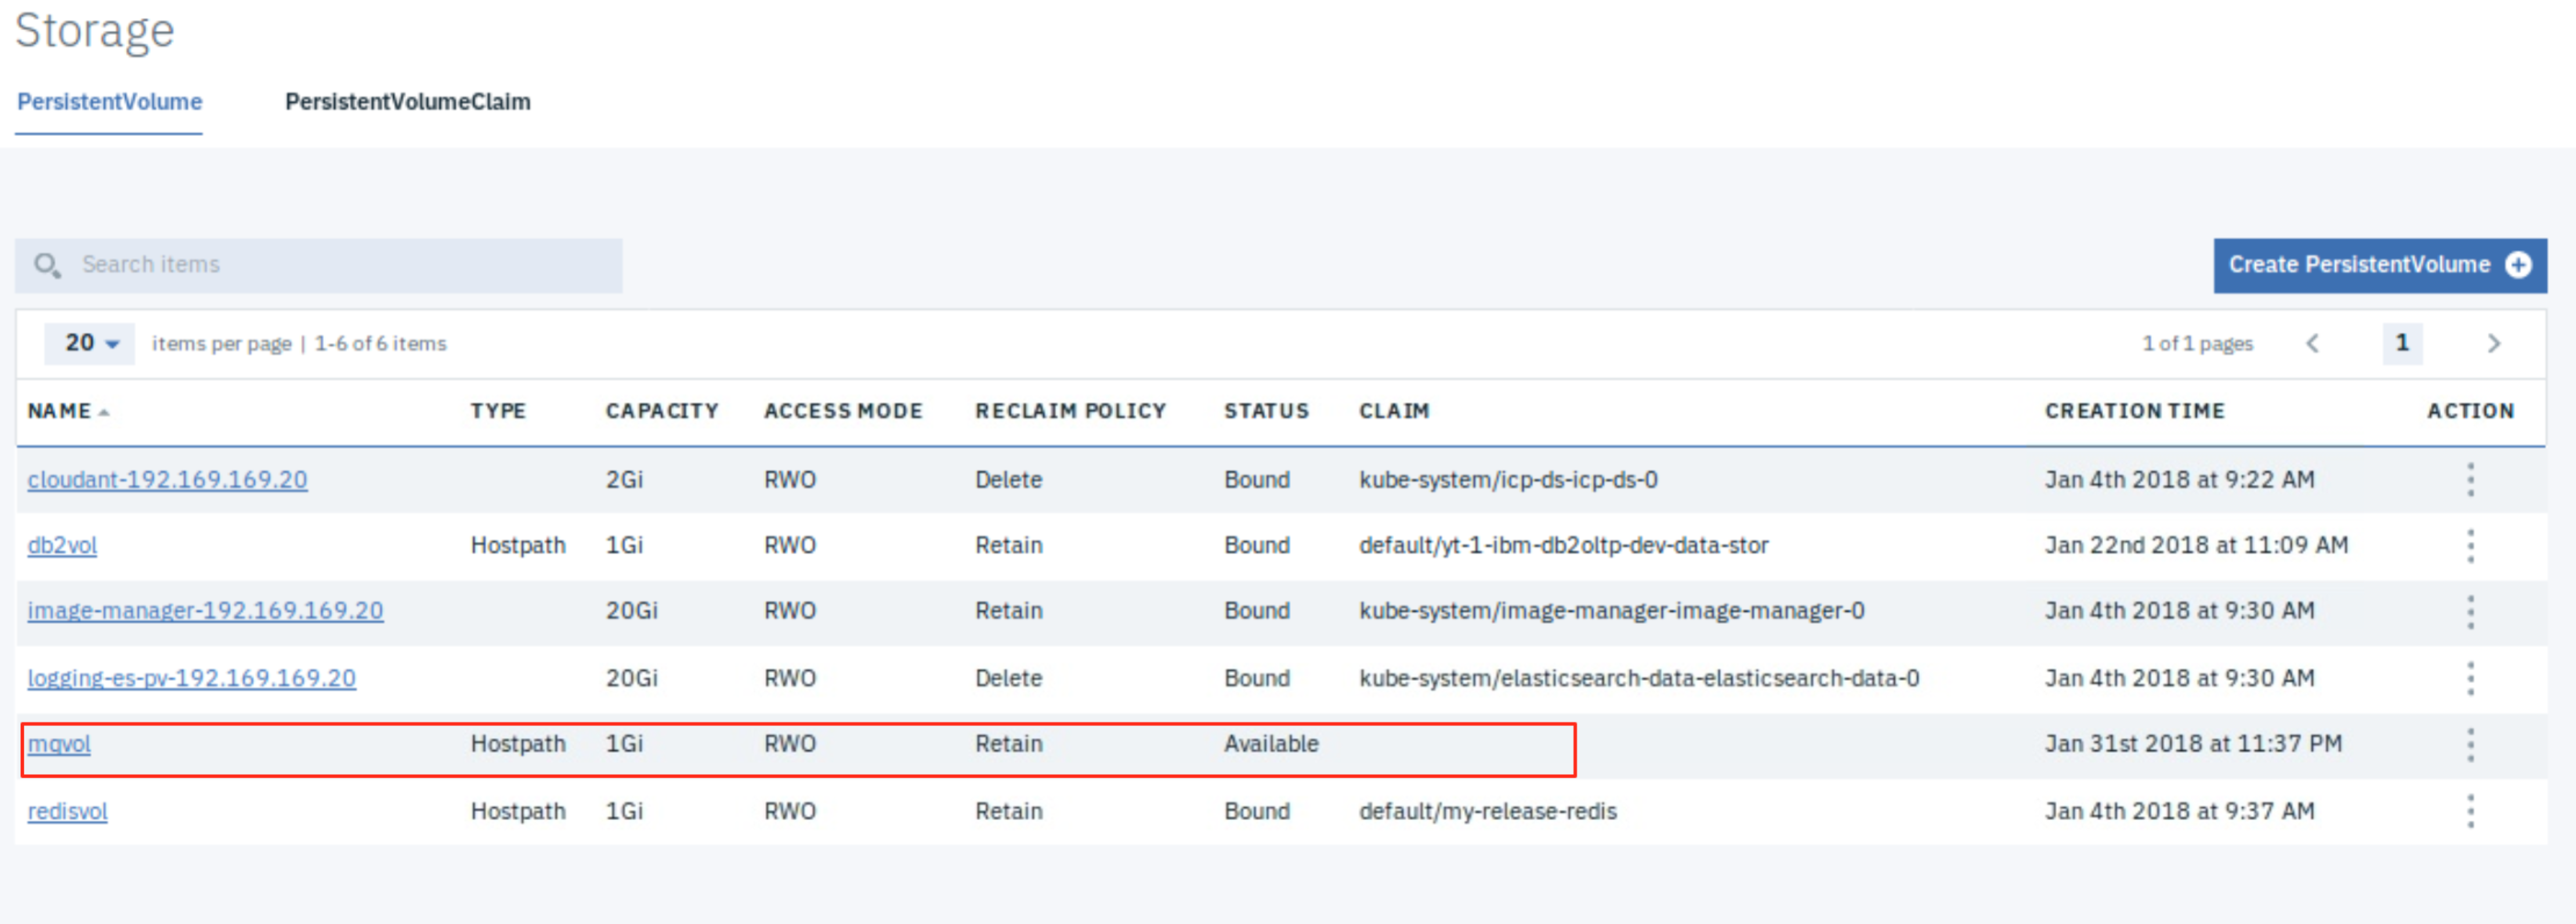 Storage
PersistentVolume PersistentVolumeClaim
Search items Create PersistentVolume
20 items per page | 1-6 of 6 items 1 of 1 pages 1
NAME TYPE CAPACITY ACCESS MODE RECLAIM POLICY STATUS CLAIM CREATION TIME ACTION
cloudant-192.169.169.20 2Gi RWO Delete Bound kube-system/icp-ds-icp-ds-0 Jan 4th 2018 at 9:22 AM
db2vol Hostpath 1Gi RWO Retain Bound default/yt-1-ibm-db2oltp-dev-data-stor Jan 22nd 2018 at 11:09 AM
image-manager-192.169.169.20 20Gi RWO Retain Bound kube-system/image-manager-image-manager-0 Jan 4th 2018 at 9:30 AM
logging-es-pv-192.169.169.20 20Gi RWO Delete Bound kube-system/elasticsearch-data-elasticsearch-data-0 Jan 4th 2018 at 9:30 AM
mqvol Hostpath 1Gi RWO Retain Available Jan 31st 2018 at 11:37 PM
redisvol Hostpath 1Gi RWO Retain Bound default/my-release-redis Jan 4th 2018 at 9:37 AM